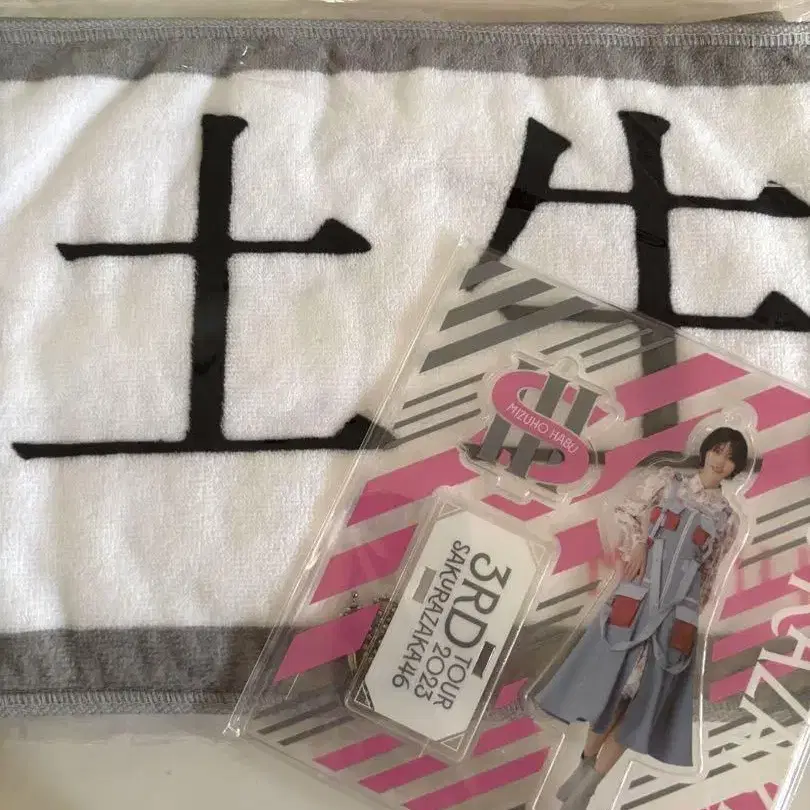 土生
MIZUHO HABU
3RD
TOUR
2023
SAKURAZAKA46